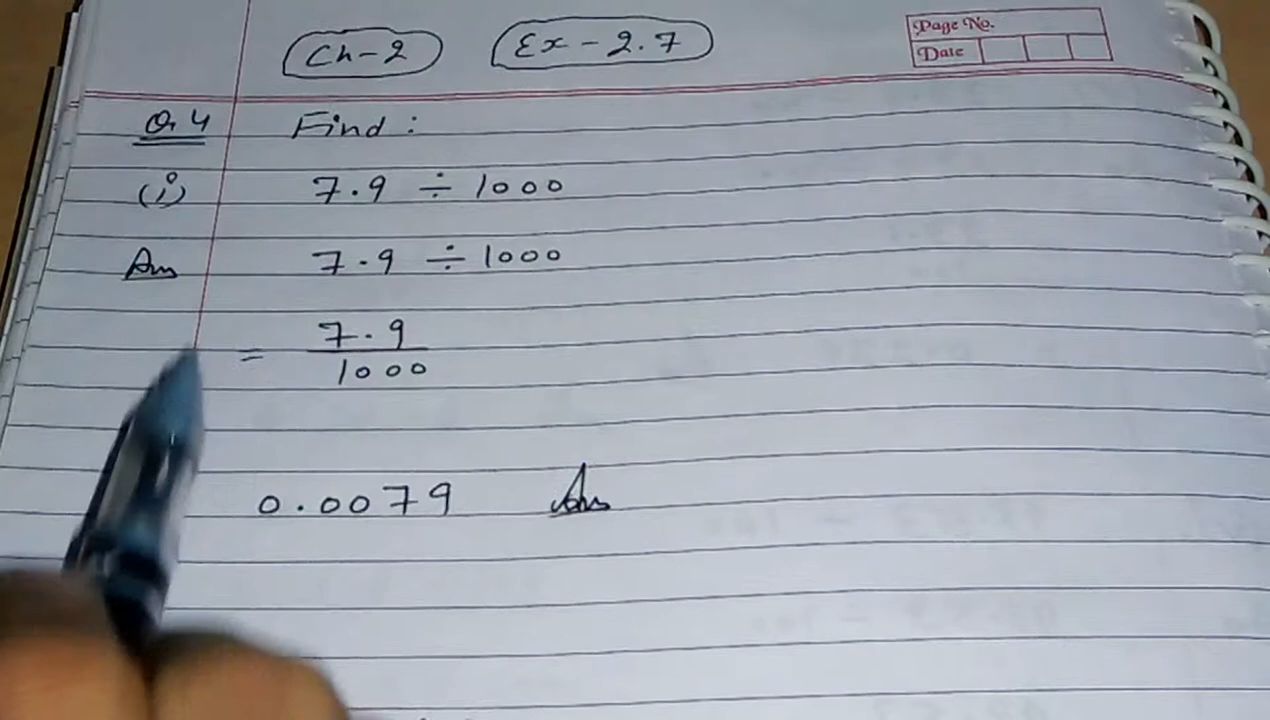 Ch-2 Ex-2.7
Page No.
Date
Q.4 Find :
(i) 7.9 ÷ 1000
Ans 7.9 ÷ 1000
= 7.9
1000
0.0079 Ans